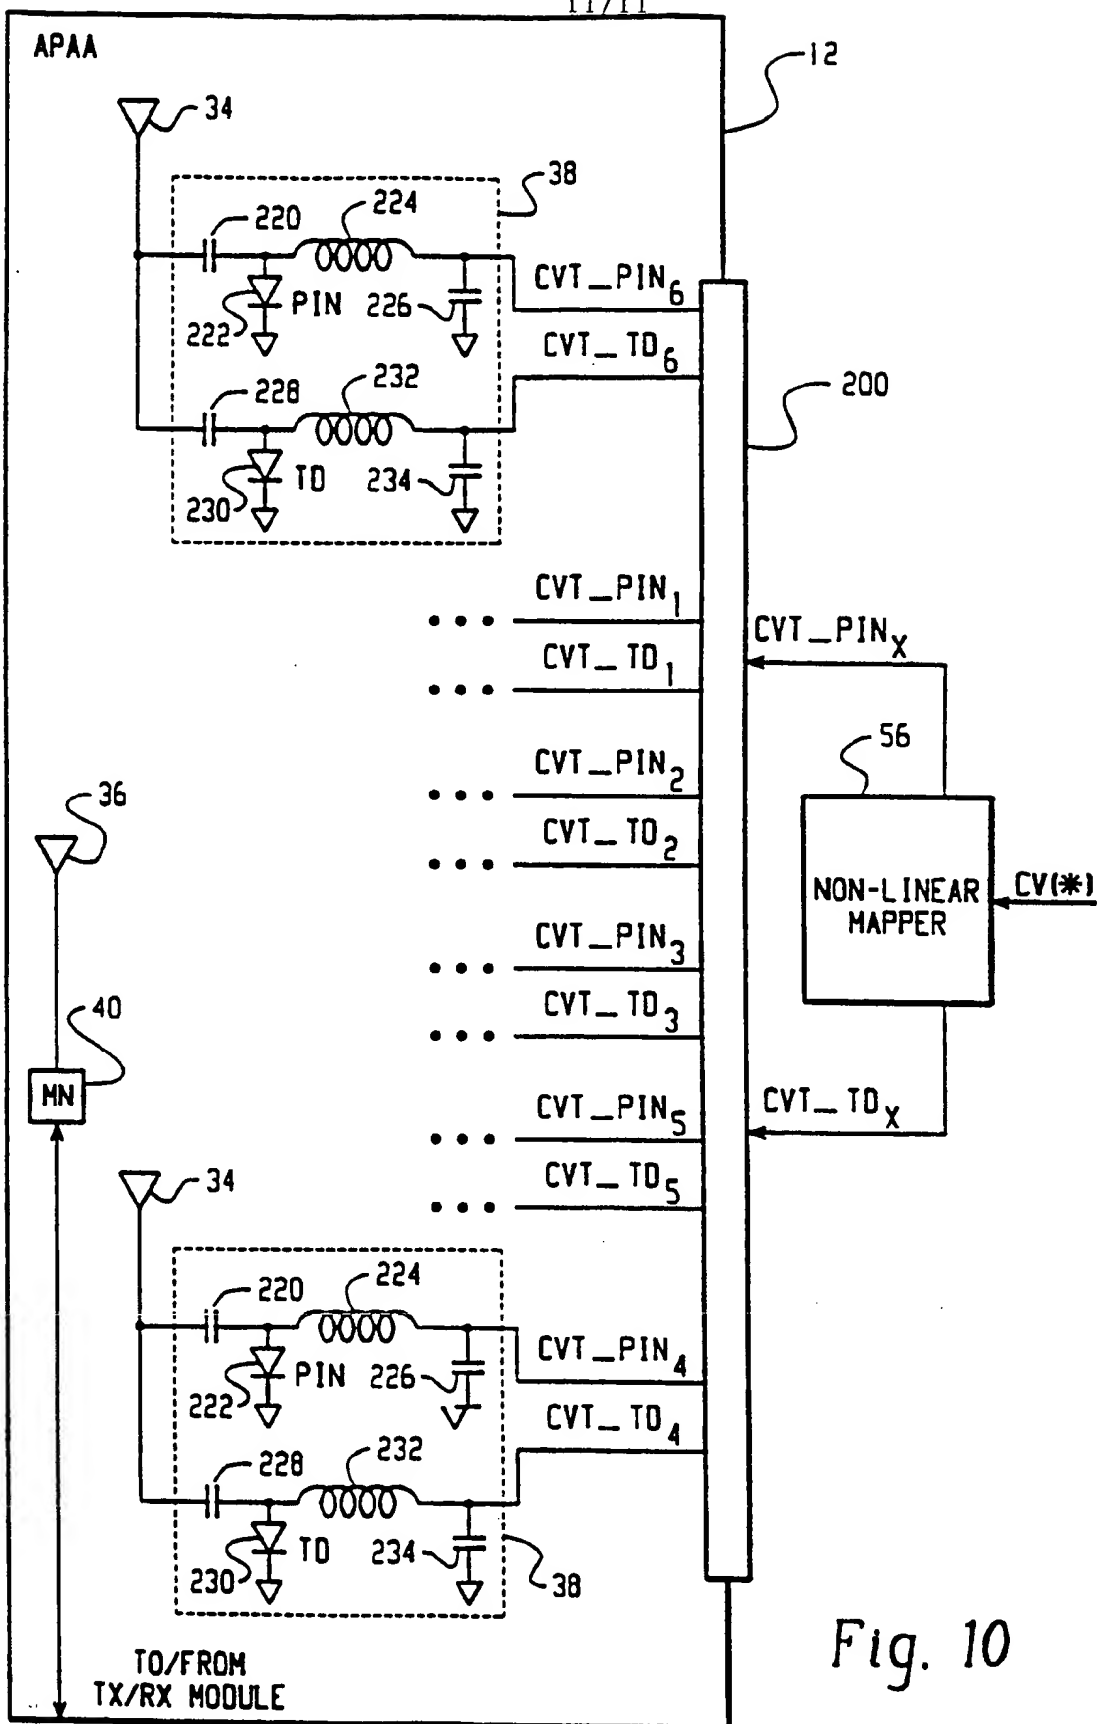 11/11
APAA
12
34
38
220
224
CVT_PIN6
222
PIN
226
CVT_TD6
228
232
200
230
TD
234
CVT_PIN1
CVT_PINX
CVT_TD1
56
CVT_PIN2
36
CVT_TD2
NON-LINEAR
MAPPER
CV(*)
CVT_PIN3
40
CVT_TD3
MN
CVT_PIN5
CVT_TDX
34
CVT_TD5
220
224
CVT_PIN4
222
PIN
226
CVT_TD4
228
232
230
TD
234
38
TO/FROM
TX/RX MODULE
Fig. 10